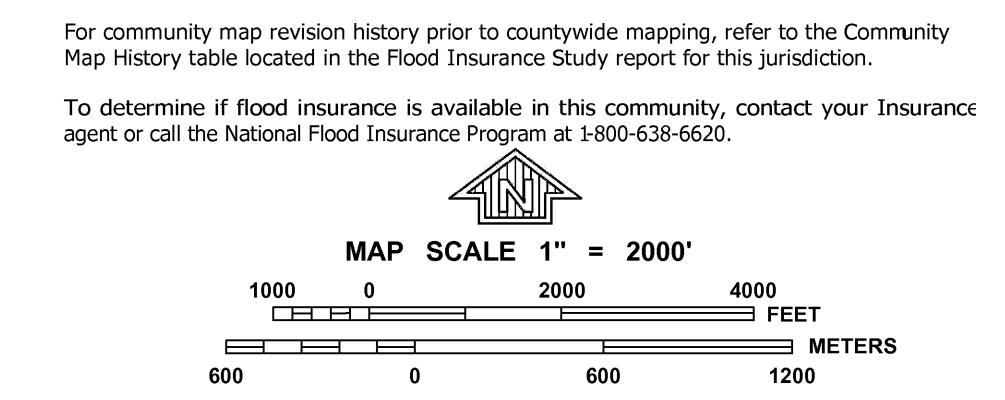 For community map revision history prior to countywide mapping, refer to the Community
Map History table located in the Flood Insurance Study report for this jurisdiction.
To determine if flood insurance is available in this community, contact your Insurance
agent or call the National Flood Insurance Program at 1-800-638-6620.
N
MAP SCALE 1" = 2000'
1000 0 2000 4000
FEET
METERS
600 0 600 1200